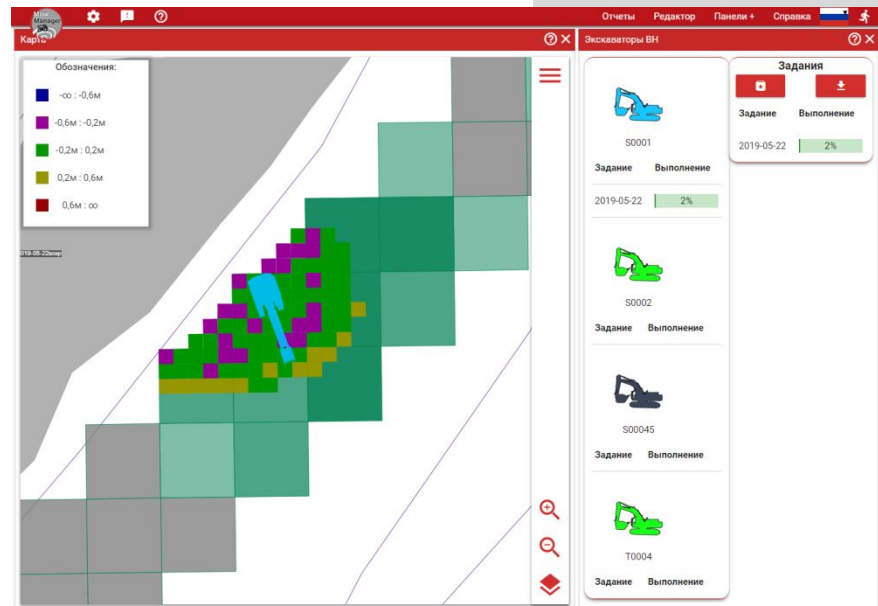 Mine
Manager
Отчеты Редактор Панели + Справка
Карта
Экскаваторы ВН
Обозначения:
-∞ : -0,6м
-0,6м : -0,2м
-0,2м : 0,2м
0,2м : 0,6м
0,6м : ∞
S0001
Задание Выполнение
2019-05-22 2%
S0002
Задание Выполнение
S00045
Задание Выполнение
T0004
Задание Выполнение
Задания
Задание Выполнение
2019-05-22 2%